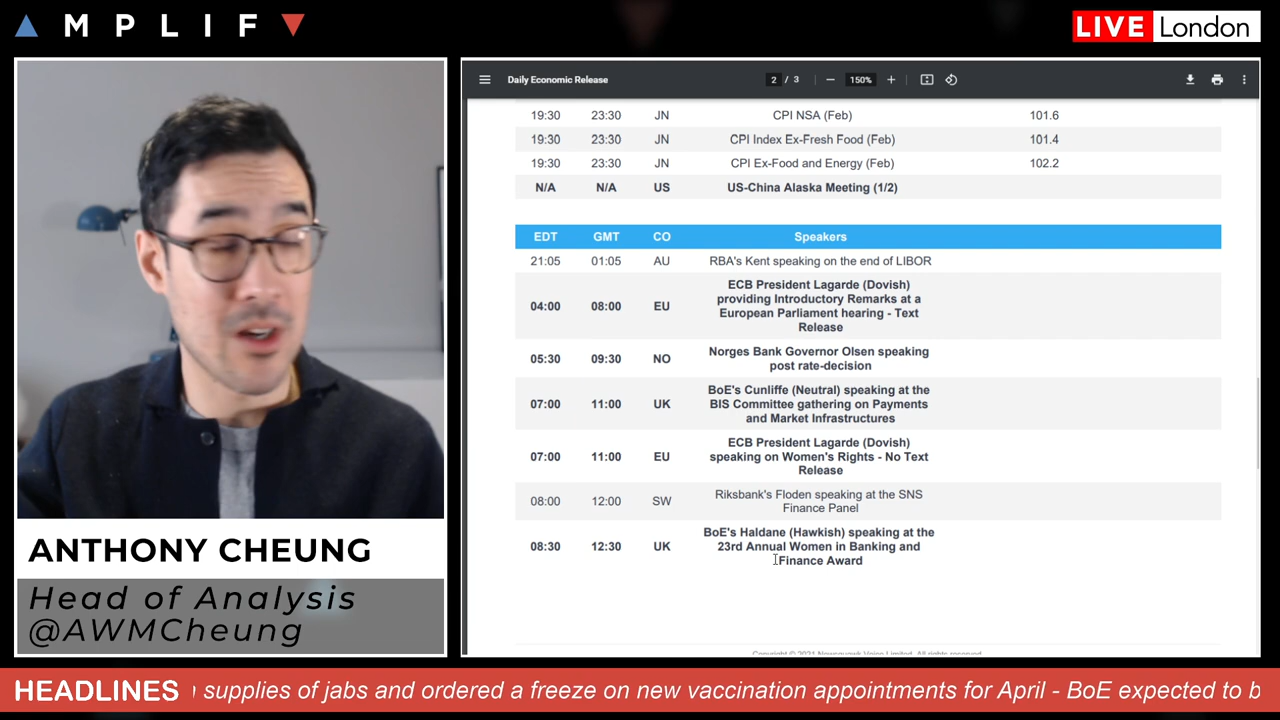 AMPLIFY
LIVE London
Daily Economic Release
2 / 3
150%
19:30 23:30 JN CPI NSA (Feb) 101.6
19:30 23:30 JN CPI Index Ex-Fresh Food (Feb) 101.4
19:30 23:30 JN CPI Ex-Food and Energy (Feb) 102.2
N/A N/A US US-China Alaska Meeting (1/2)
EDT GMT CO Speakers
21:05 01:05 AU RBA's Kent speaking on the end of LIBOR
ECB President Lagarde (Dovish)
providing Introductory Remarks at a
04:00 08:00 EU
European Parliament hearing - Text
Release
Norges Bank Governor Olsen speaking
05:30 09:30 NO
post rate-decision
BoE's Cunliffe (Neutral) speaking at the
07:00 11:00 UK BIS Committee gathering on Payments
and Market Infrastructures
ECB President Lagarde (Dovish)
07:00 11:00 EU speaking on Women's Rights - No Text
Release
Riksbank's Floden speaking at the SNS
08:00 12:00 SW
Finance Panel
BoE's Haldane (Hawkish) speaking at the
08:30 12:30 UK 23rd Annual Women in Banking and
Finance Award
Copyright © 2021 Newsquawk Voice Limited. All rights reserved.
ANTHONY CHEUNG
Head of Analysis
@AWMCheung
HEADLINES supplies of jabs and ordered a freeze on new vaccination appointments for April - BoE expected to b